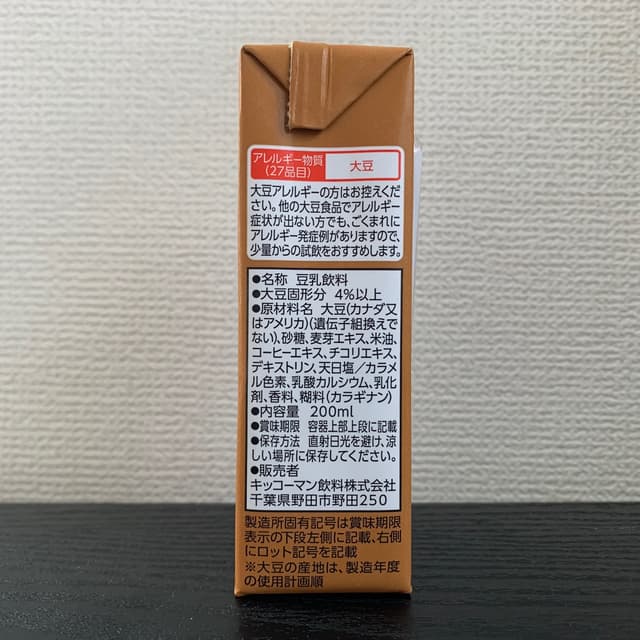 アレルギー物質
(27品目)
大豆
大豆アレルギーの方はお控えくだ
さい。他の大豆食品でアレルギー
症状が出ない方でも、ごくまれに
アレルギー発症例がありますので、
少量からの試飲をおすすめします。
●名称 豆乳飲料
●大豆固形分 4%以上
●原材料名 大豆(カナダ又
はアメリカ)(遺伝子組換えで
ない)、砂糖、麦芽エキス、米油、
コーヒーエキス、チコリエキス、
デキストリン、天日塩/カラメ
ル色素、乳酸カルシウム、乳化
剤、香料、糊料(カラギナン)
●内容量 200ml
●賞味期限 容器上部上段に記載
●保存方法 直射日光を避け、涼
しい場所に保存してください。
●販売者
キッコーマン飲料株式会社
千葉県野田市野田250
製造所固有記号は賞味期限
表示の下段左側に記載、右側
にロット記号を記載
※大豆の産地は、製造年度
の使用計画順